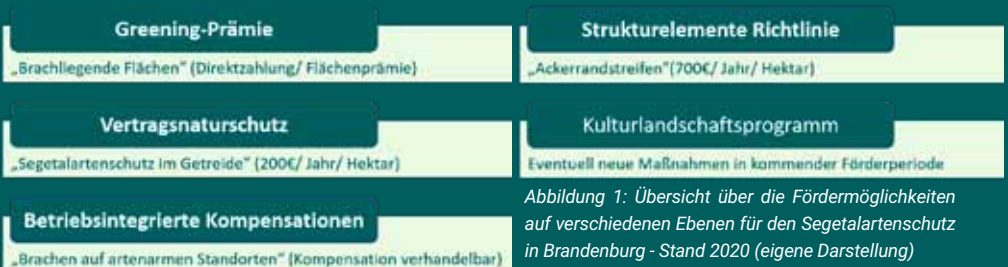 Greening-Prämie
„Brachliegende Flächen" (Direktzahlung/ Flächenprämie)
Vertragsnaturschutz
„Segetalartenschutz im Getreide" (200€/ Jahr/ Hektar)
Betriebsintegrierte Kompensationen
„Brachen auf artenarmen Standorten" (Kompensation verhandelbar)
Strukturelemente Richtlinie
„Ackerrandstreifen"(700€/ Jahr/ Hektar)
Kulturlandschaftsprogramm
Eventuell neue Maßnahmen in kommender Förderperiode
Abbildung 1: Übersicht über die Fördermöglichkeiten
auf verschiedenen Ebenen für den Segetalartenschutz
in Brandenburg - Stand 2020 (eigene Darstellung)